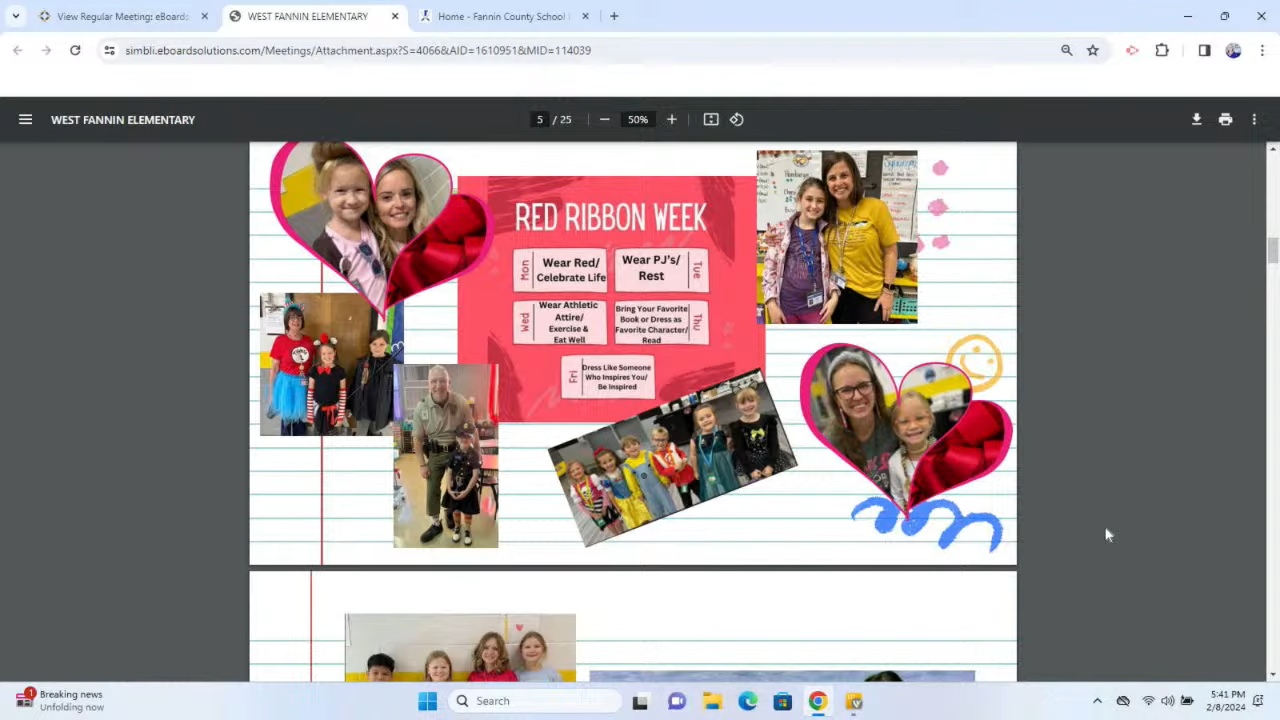 View Regular Meeting: eBoards
WEST FANNIN ELEMENTARY
Home - Fannin County School
simbli.eboardsolutions.com/Meetings/Attachment.aspx?S=4066&AID=1610951&MID=114039
WEST FANNIN ELEMENTARY
5 / 25
50%
RED RIBBON WEEK
Mon
Wear Red/
Celebrate Life
Wear PJ's/
Rest
Tue
Wed
Wear Athletic
Attire/
Exercise &
Eat Well
Bring Your Favorite
Book or Dress as
Favorite Character/
Read
Thu
Fri
Dress Like Someone
Who Inspires You/
Be Inspired
1
Breaking news
Unfolding now
Search
5:41 PM
2/8/2024